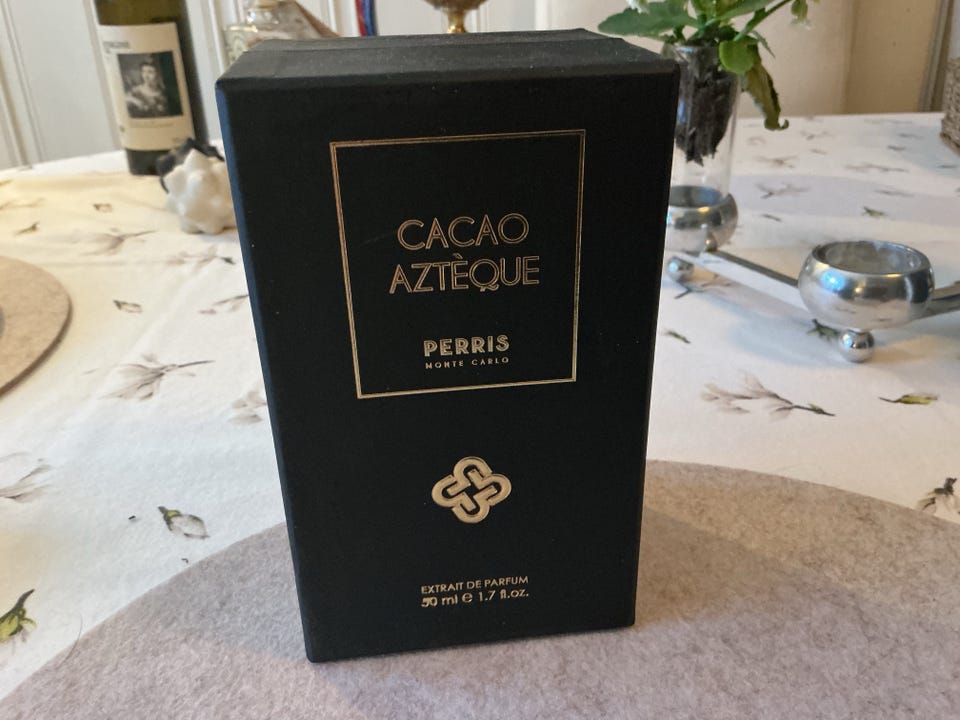 CACAO
AZTÈQUE
PERRIS
MONTE CARLO
EXTRAIT DE PARFUM
50 ml ℮ 1.7 fl.oz.